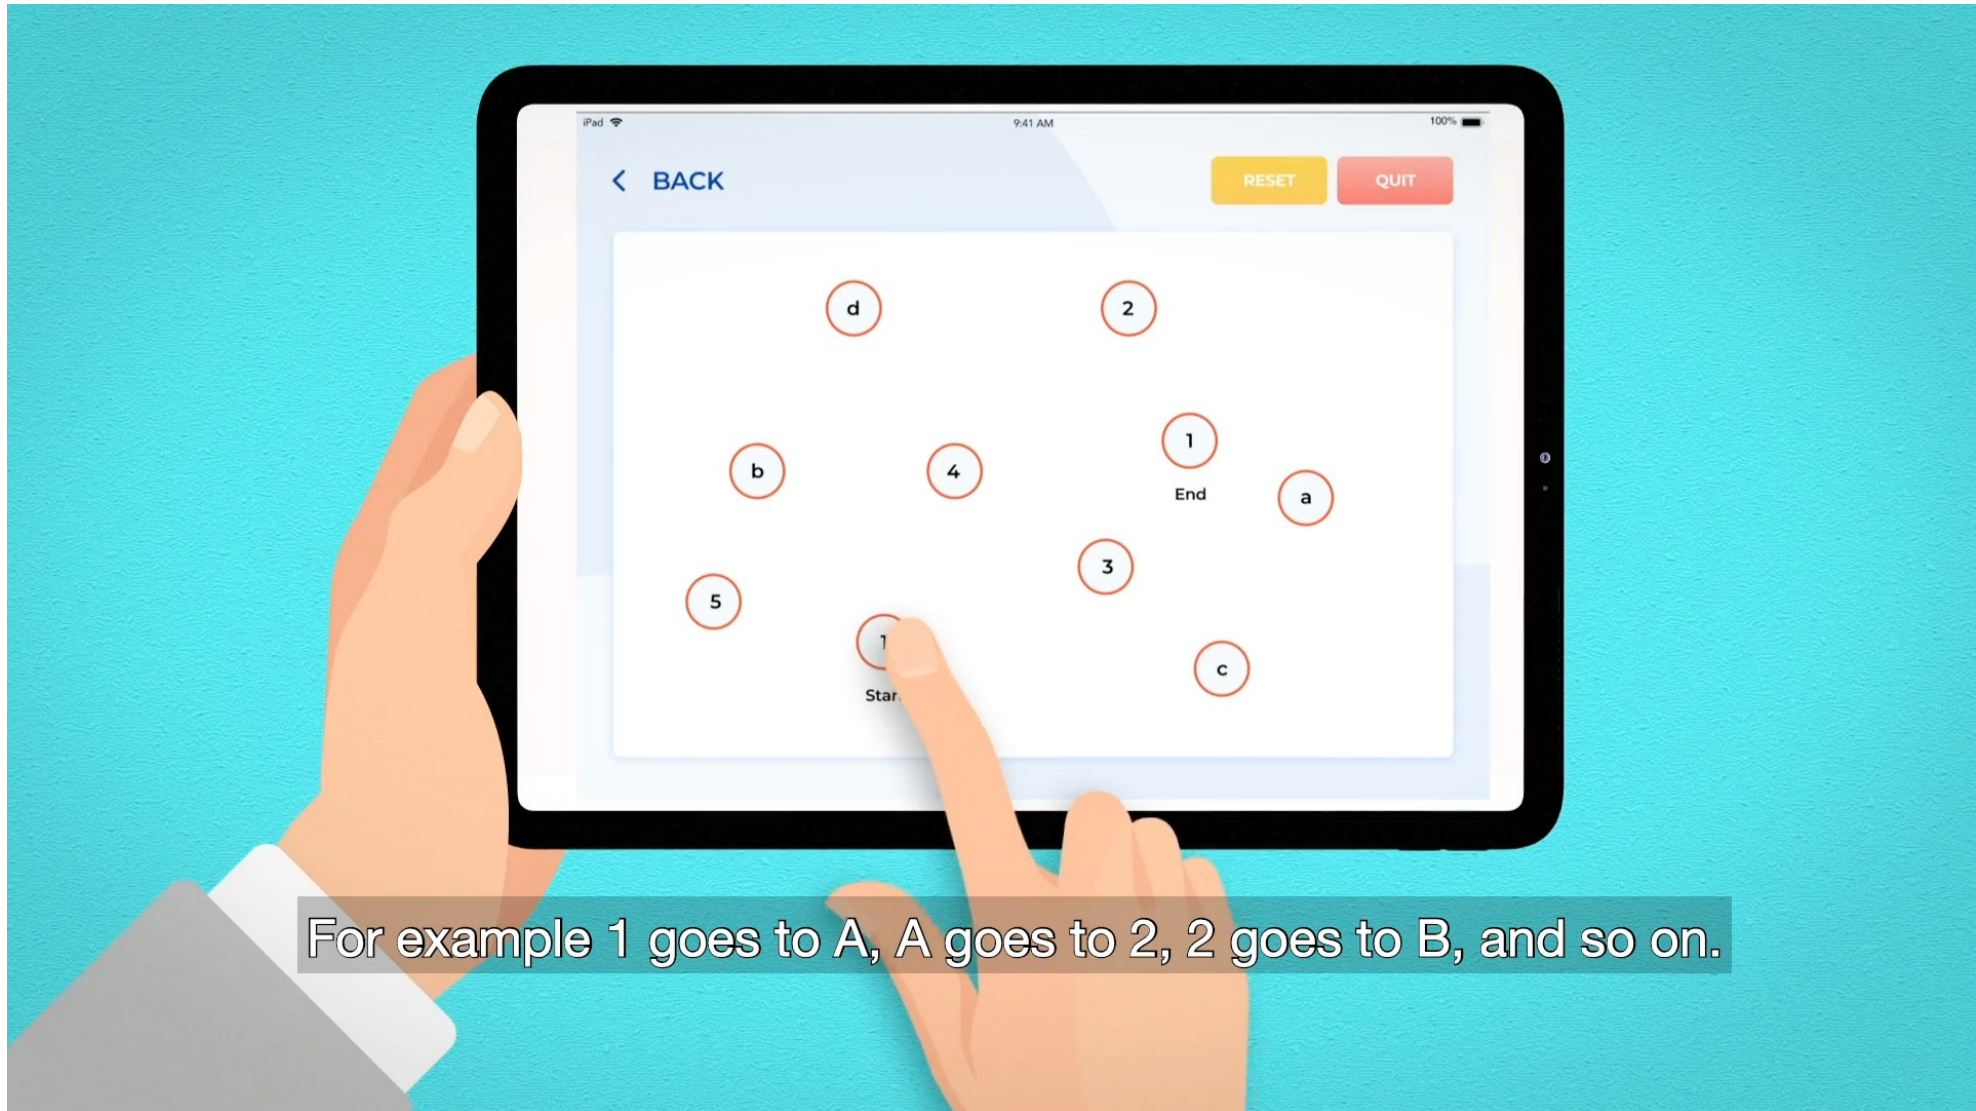 iPad
9:41 AM
100%
BACK
RESET
QUIT
d
2
1
End
b
4
a
3
5
1
c
For example 1 goes to A, A goes to 2, 2 goes to B, and so on.